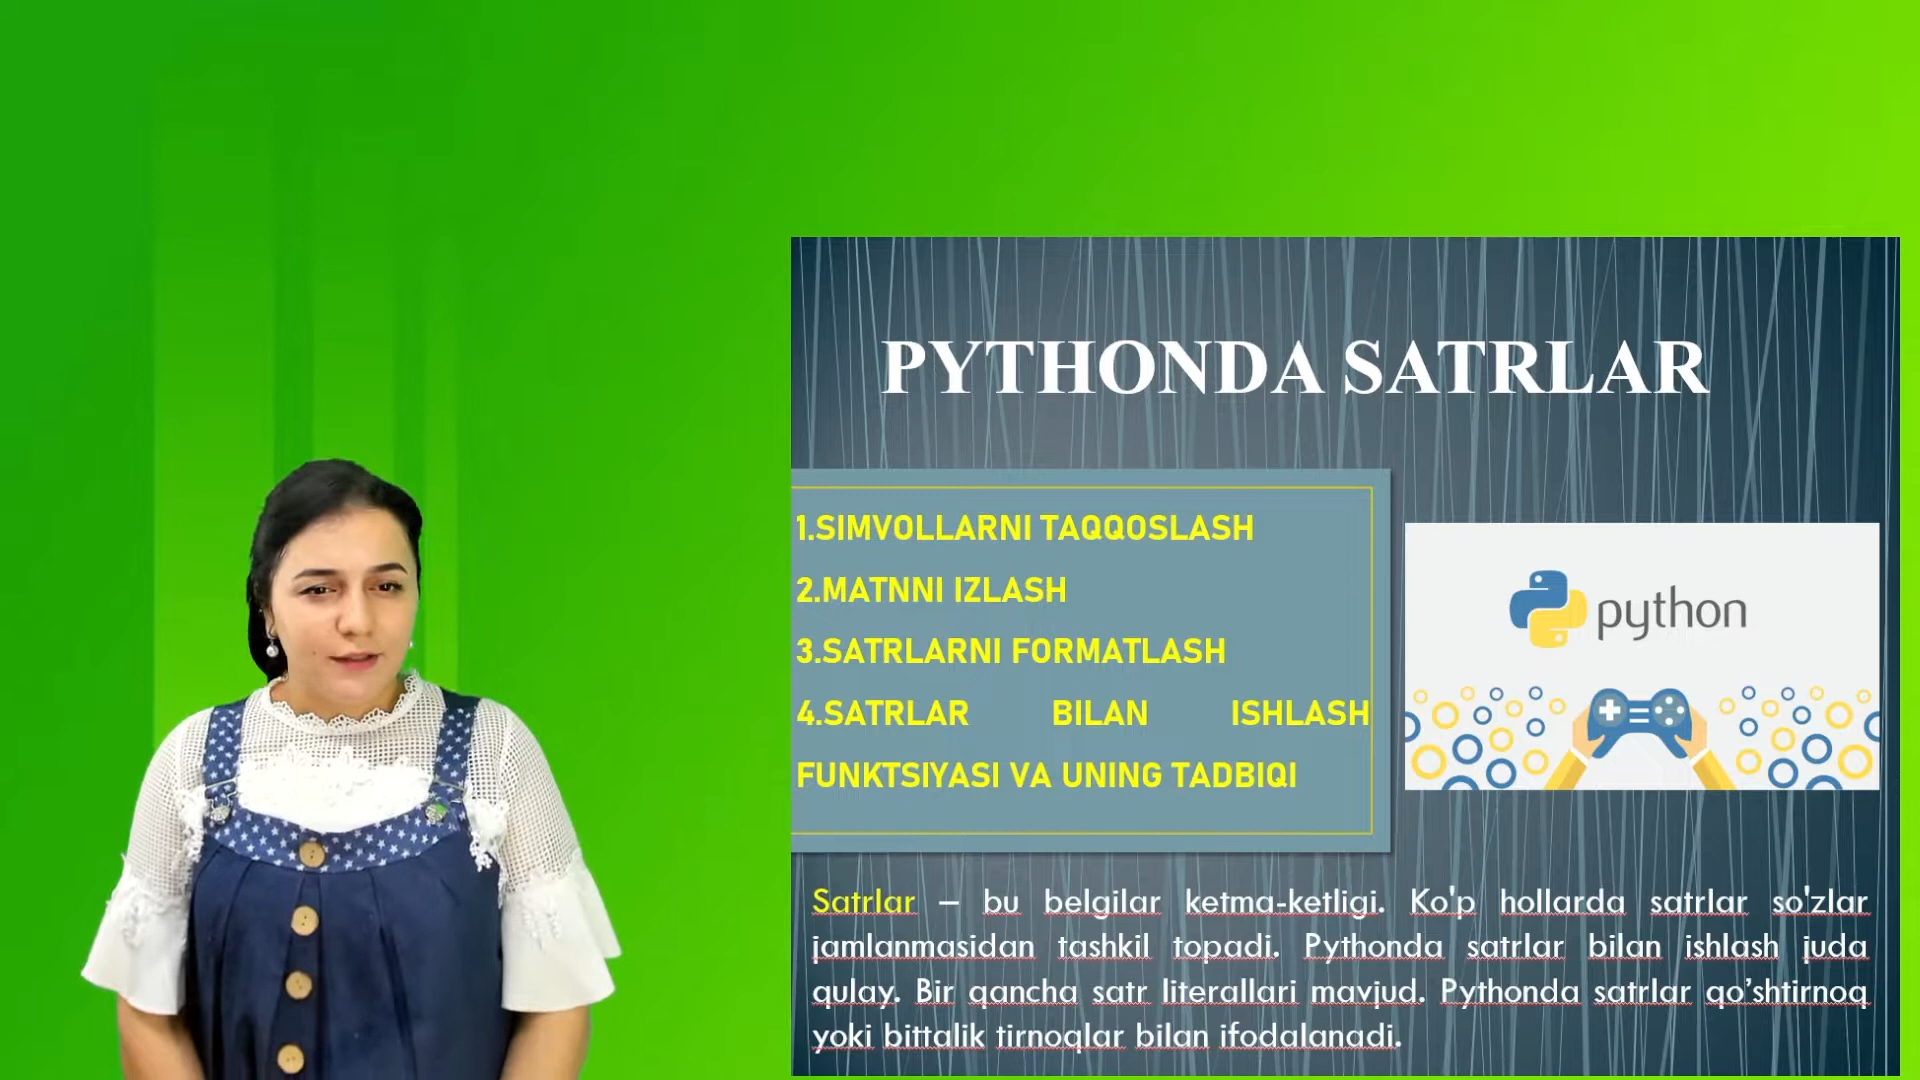 PYTHONDA SATRLAR
1.SIMVOLLARNI TAQQOSLASH
2.MATNNI IZLASH
3.SATRLARNI FORMATLASH
4.SATRLAR BILAN ISHLASH
FUNKTSIYASI VA UNING TADBIQI
python
Satrlar – bu belgilar ketma-ketligi. Ko'p hollarda satrlar so'zlar
jamlanmasidan tashkil topadi. Pythonda satrlar bilan ishlash juda
qulay. Bir qancha satr literallari mavjud. Pythonda satrlar qo’shtirnoq
yoki bittalik tirnoqlar bilan ifodalanadi.